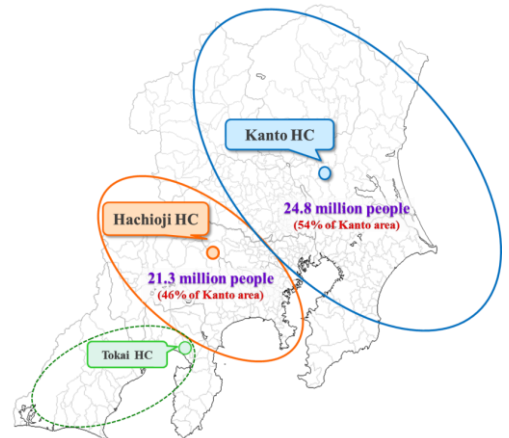 Kanto HC
24.8 million people
(54% of Kanto area)
Hachioji HC
21.3 million people
(46% of Kanto area)
Tokai HC